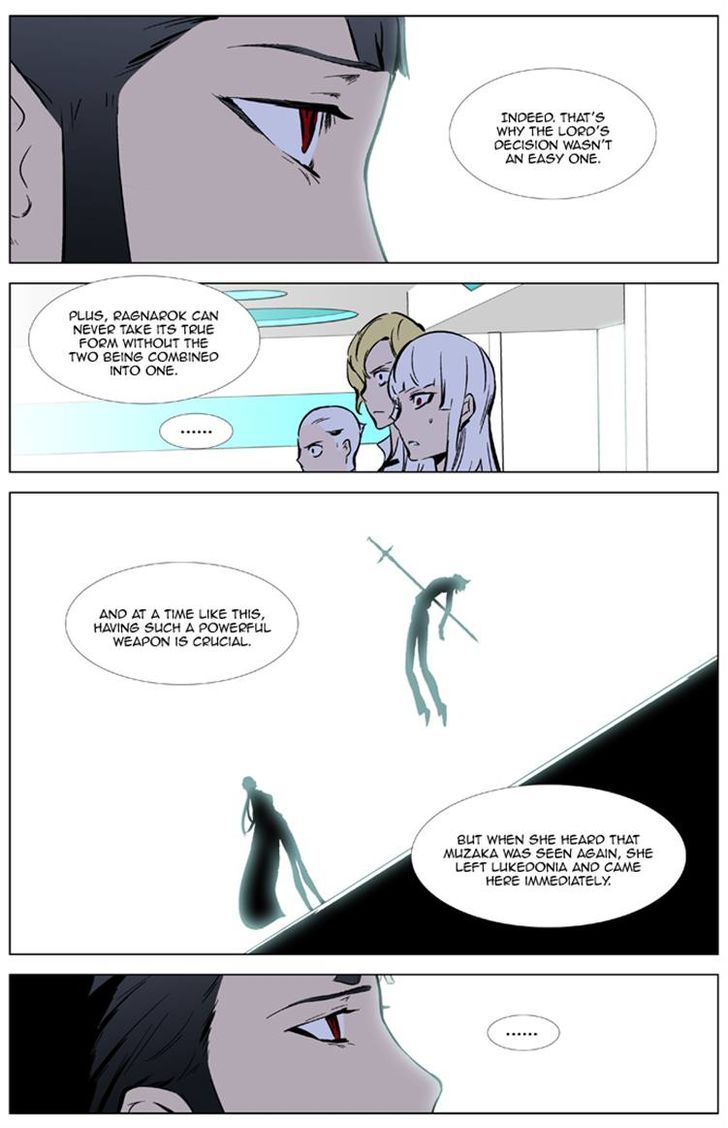 INDEED. THAT'S
WHY THE LORD'S
DECISION WASN'T
AN EASY ONE.
PLUS, RAGNAROK CAN
NEVER TAKE ITS TRUE
FORM WITHOUT THE
TWO BEING COMBINED
INTO ONE.
......
AND AT A TIME LIKE THIS,
HAVING SUCH A POWERFUL
WEAPON IS CRUCIAL.
BUT WHEN SHE HEARD THAT
MUZAKA WAS SEEN AGAIN, SHE
LEFT LUKEDONIA AND CAME
HERE IMMEDIATELY.
......